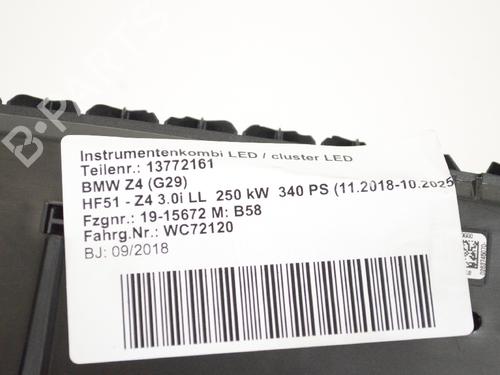 B-PARTS
Instrumentenkombi LED / cluster LED
Teilenr.: 13772161
BMW Z4 (G29)
HF51 - Z4 3.0i LL 250 kW 340 PS (11.2018-10.2025
Fzgnr.: 19-15672 M: B58
Fahrg.Nr.: WC72120
BJ: 09/2018